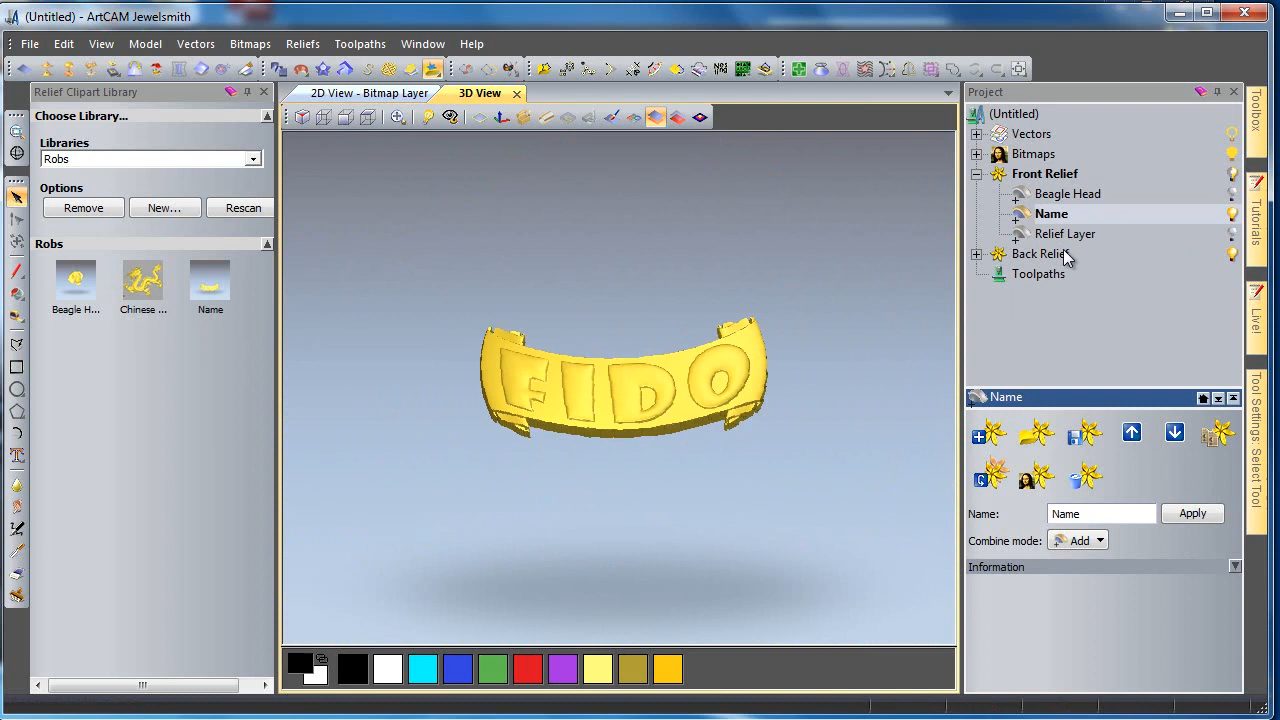 (Untitled) - ArtCAM Jewelsmith
File Edit View Model Vectors Bitmaps Reliefs Toolpaths Window Help
Relief Clipart Library
Choose Library...
Libraries
Robs
Options
Remove New... Rescan
Robs
Beagle H... Chinese ... Name
2D View - Bitmap Layer 3D View
FIDO
Project
(Untitled)
Vectors
Bitmaps
Front Relief
Beagle Head
Name
Relief Layer
Back Relief
Toolpaths
Name
Name: Name Apply
Combine mode: Add
Information
Toolbox
Tutorials
Live!
Tool Settings: Select Tool